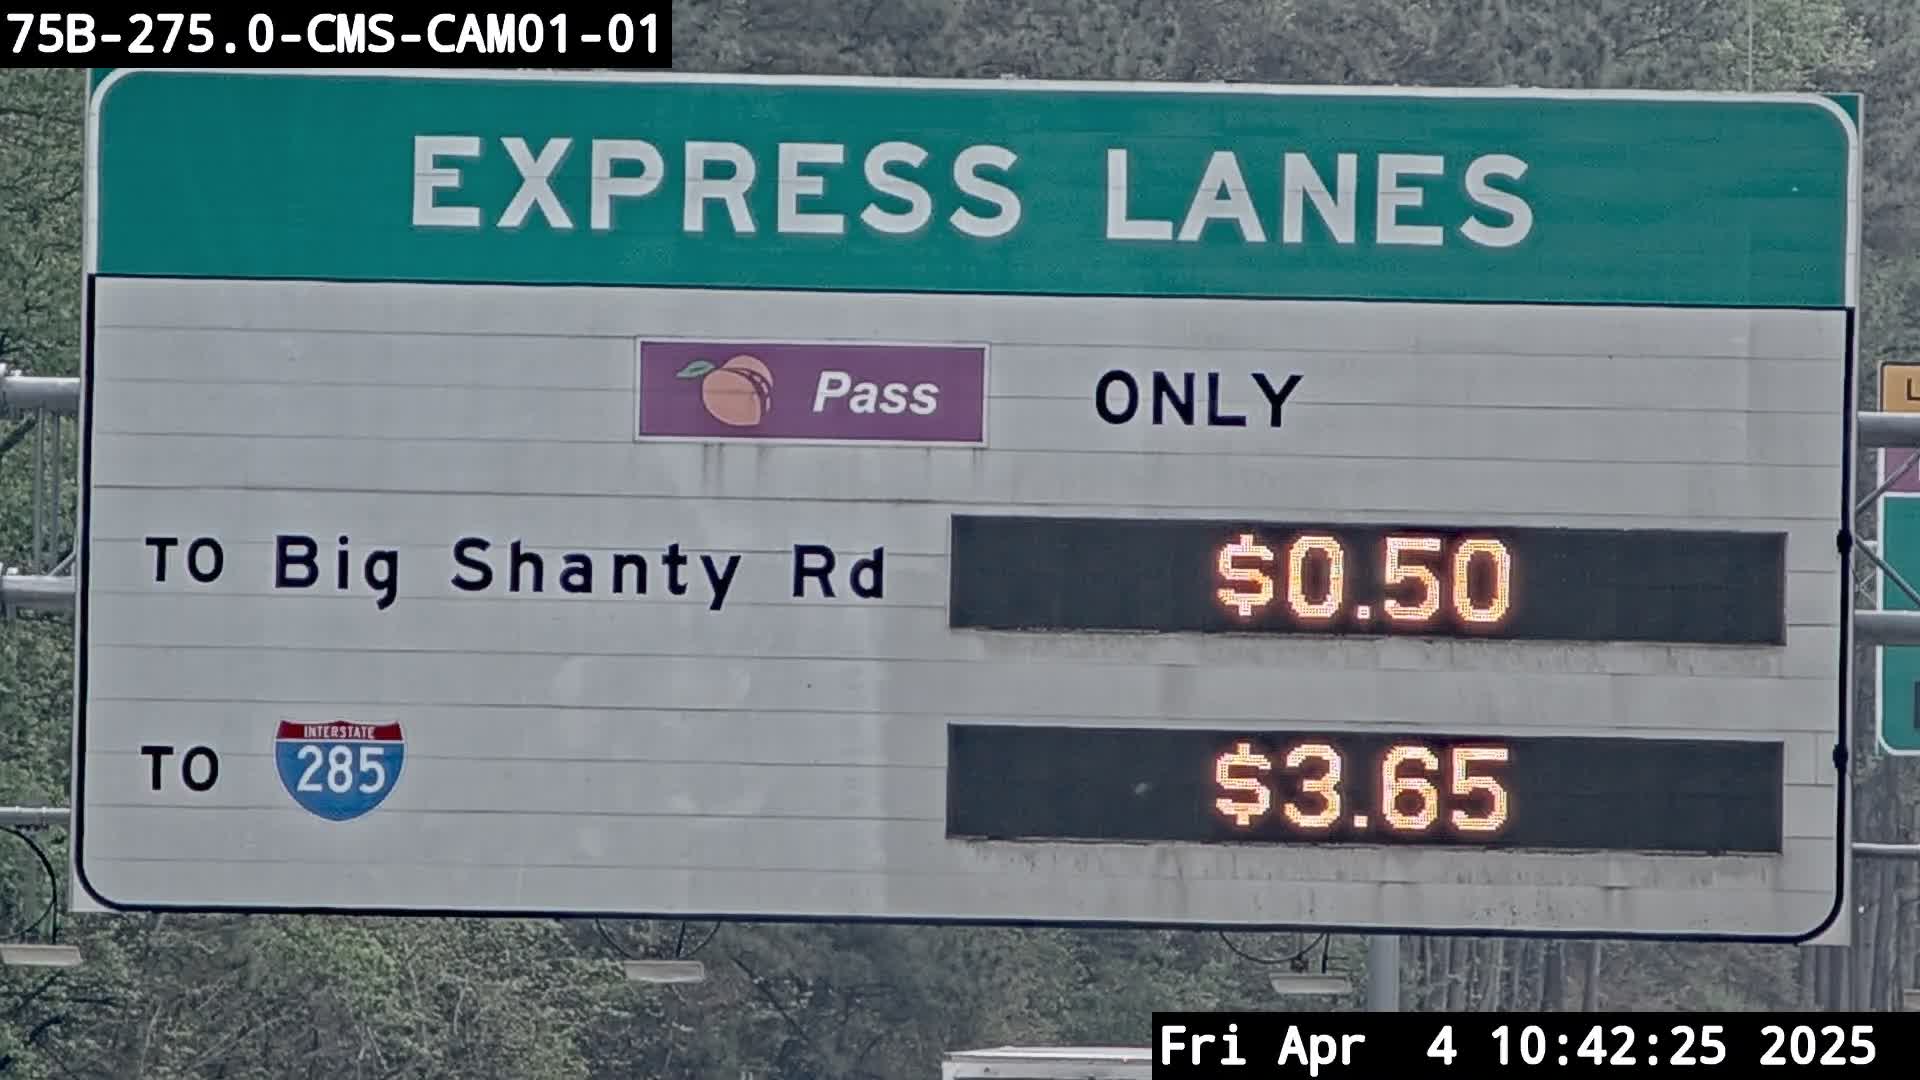 75B-275.0-CMS-CAM01-01
EXPRESS LANES
Pass ONLY
TO Big Shanty Rd $0.50
TO INTERSTATE 285 $3.65
Fri Apr 4 10:42:25 2025